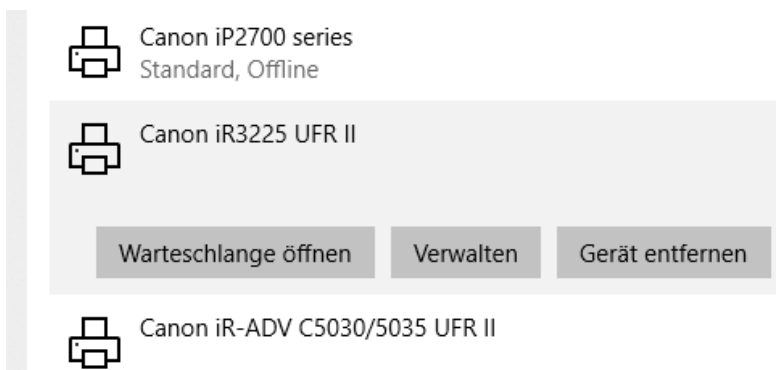 Canon iP2700 series
Standard, Offline
Canon iR3225 UFR II
Warteschlange öffnen Verwalten Gerät entfernen
Canon iR-ADV C5030/5035 UFR II